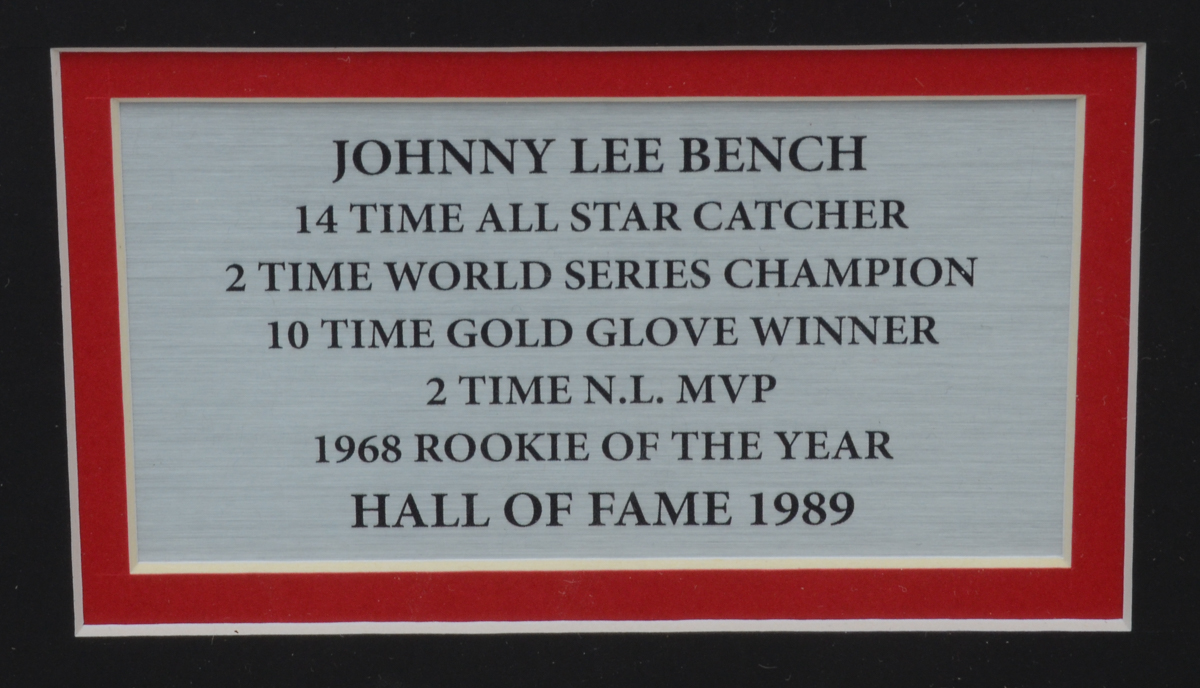 JOHNNY LEE BENCH
14 TIME ALL STAR CATCHER
2 TIME WORLD SERIES CHAMPION
10 TIME GOLD GLOVE WINNER
2 TIME N.L. MVP
1968 ROOKIE OF THE YEAR
HALL OF FAME 1989